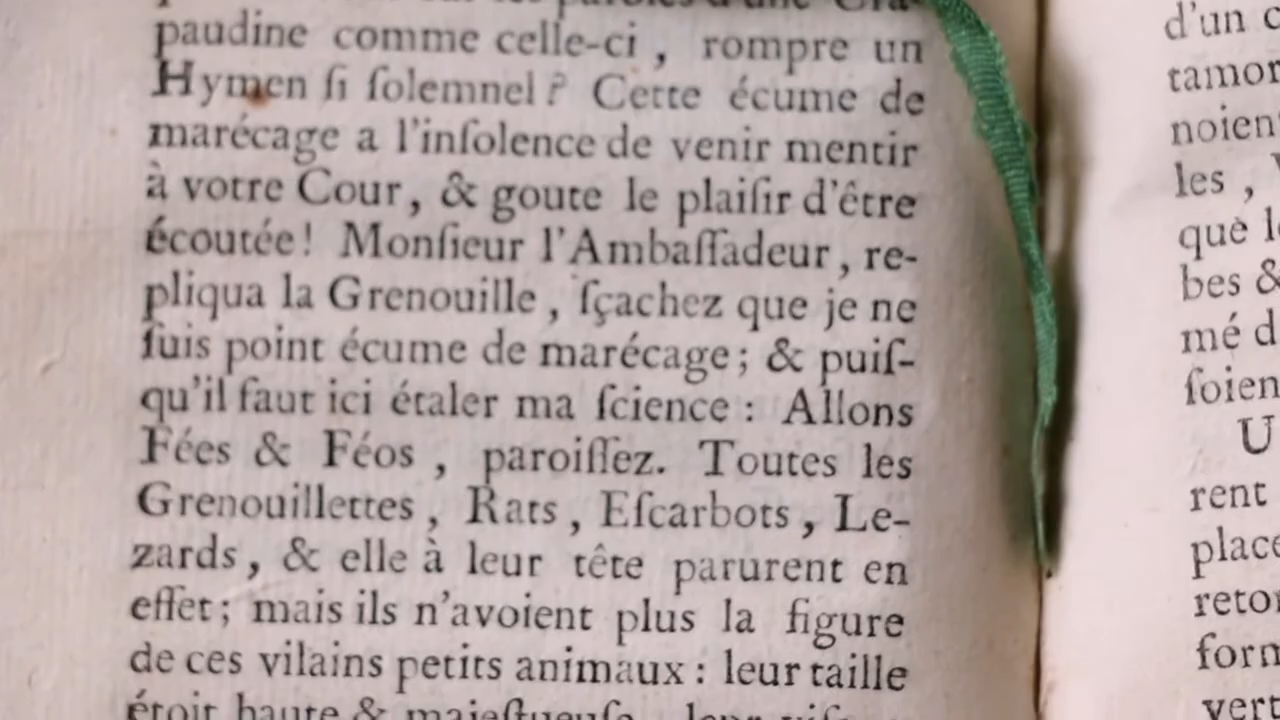 paudine comme celle-ci, rompre un
Hymen ſi ſolemnel? Cette écume de
marécage a l'inſolence de venir mentir
à votre Cour, & goute le plaiſir d'être
écoutée! Monſieur l'Ambaſſadeur, re-
pliqua la Grenouille, ſçachez que je ne
ſuis point écume de marécage; & puiſ-
qu'il faut ici étaler ma ſcience: Allons
Fées & Féos, paroiſſez. Toutes les
Grenouillettes, Rats, Eſcarbots, Le-
zards, & elle à leur tête parurent en
effet; mais ils n'avoient plus la figure
de ces vilains petits animaux: leur taille
étoit haute & majeſtueuſe, leur
d'un
tamor
noien
les,
que
bes &
mé d
ſoien
U
rent
place
retor
form
vert